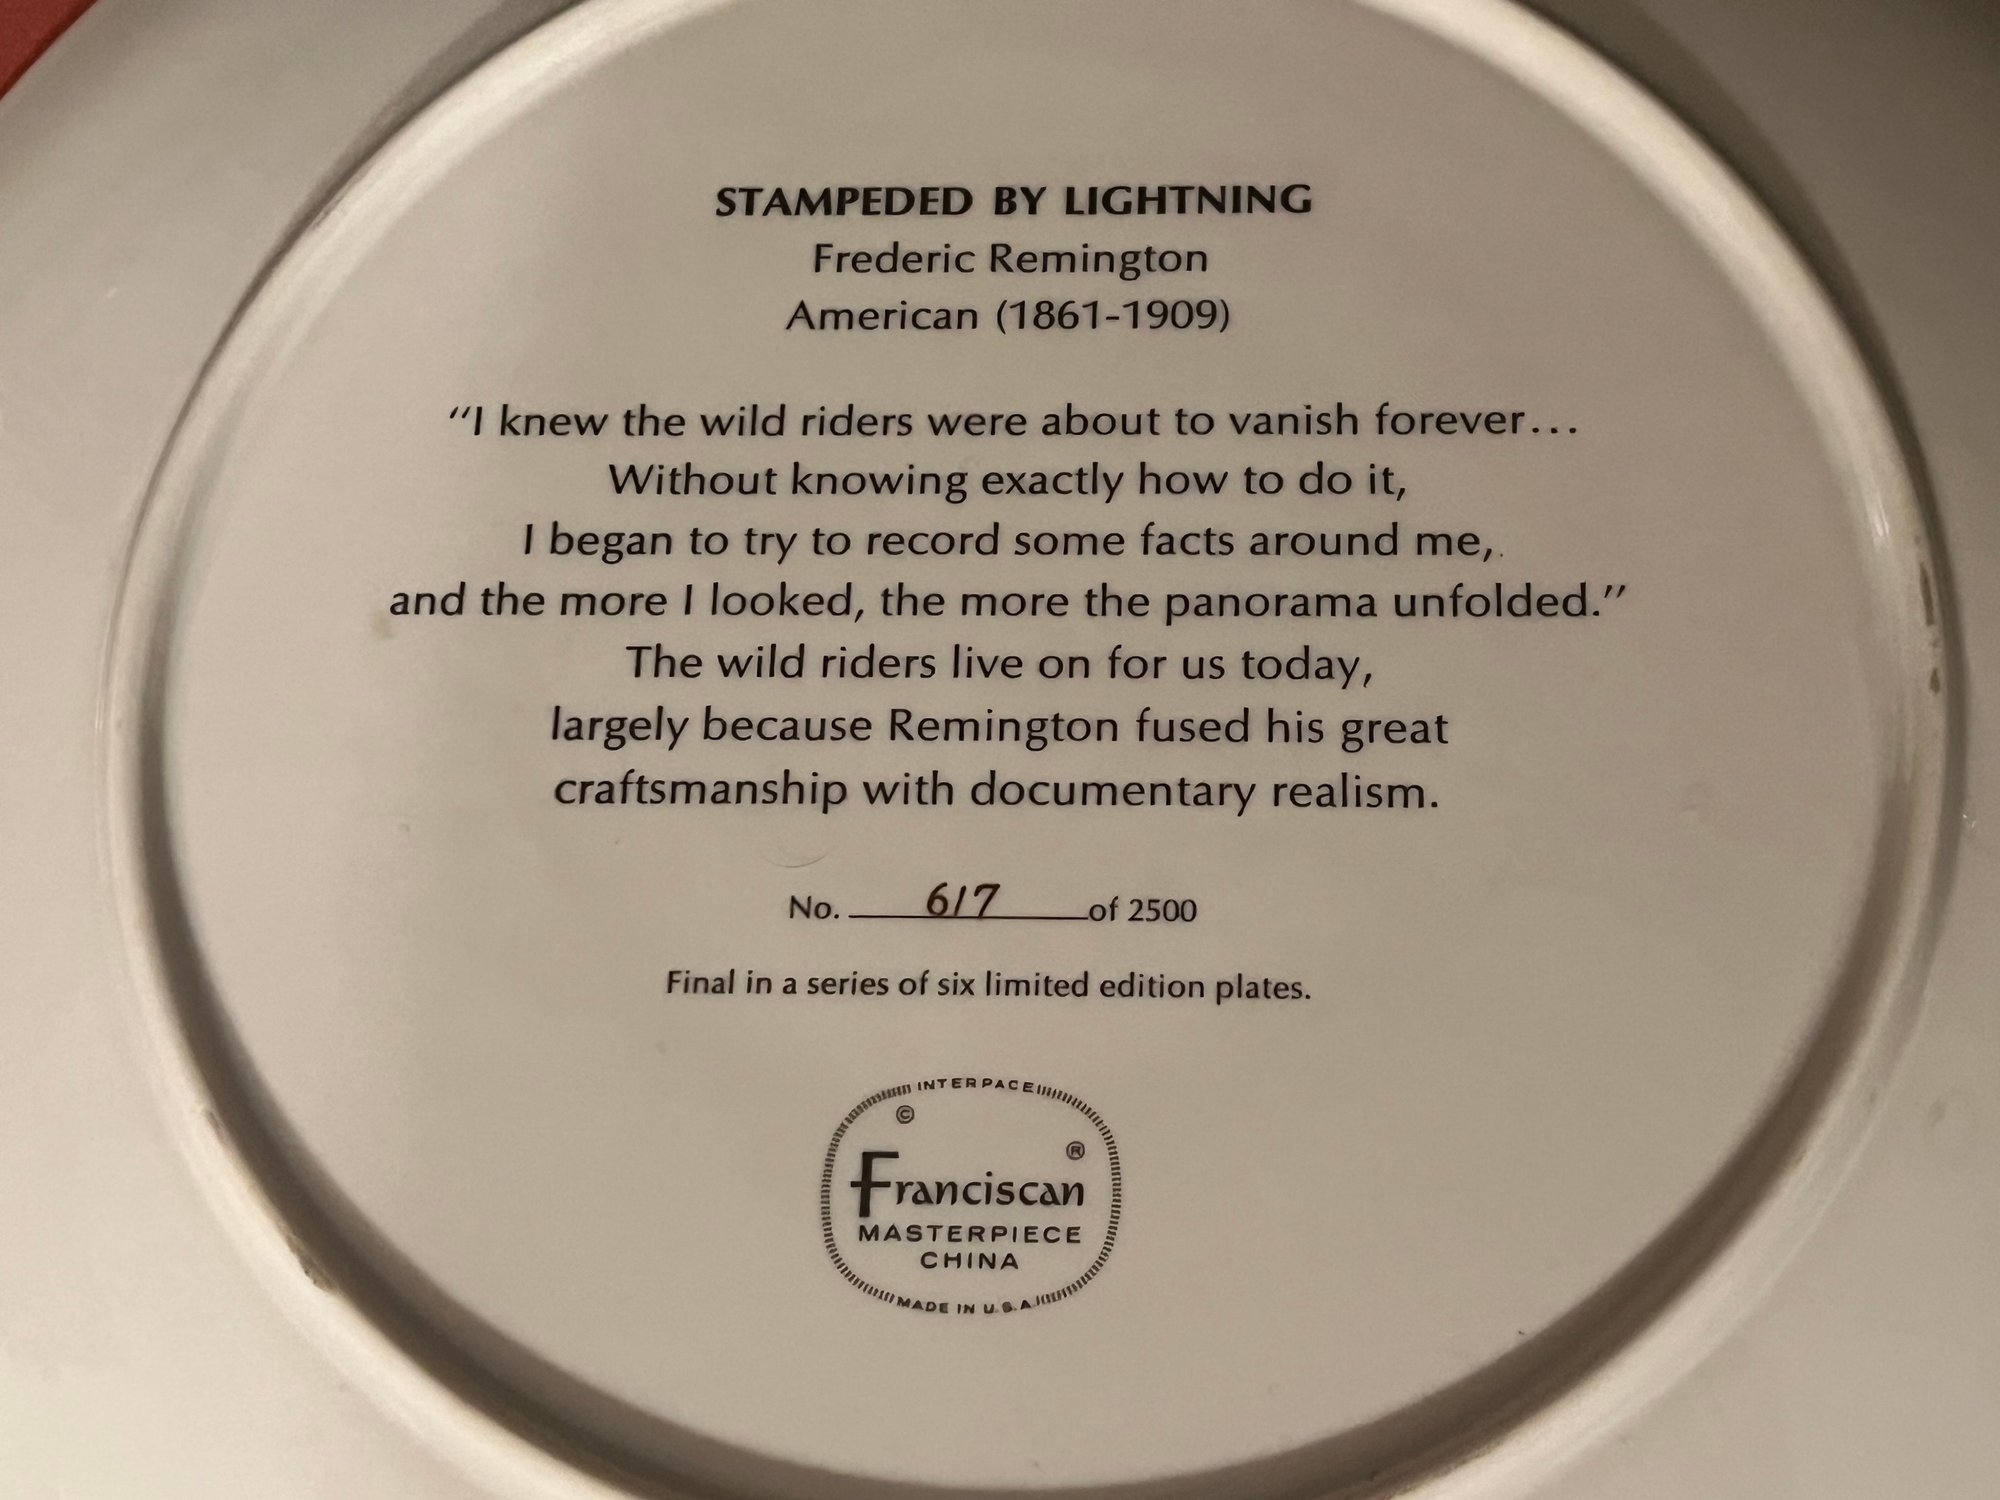 STAMPEDED BY LIGHTNING
Frederic Remington
American (1861-1909)
"I knew the wild riders were about to vanish forever...
Without knowing exactly how to do it,
I began to try to record some facts around me,
and the more I looked, the more the panorama unfolded."
The wild riders live on for us today,
largely because Remington fused his great
craftsmanship with documentary realism.
No. 617 of 2500
Final in a series of six limited edition plates.
INTERPACE
©
®
Franciscan
MASTERPIECE
CHINA
MADE IN U.S.A.